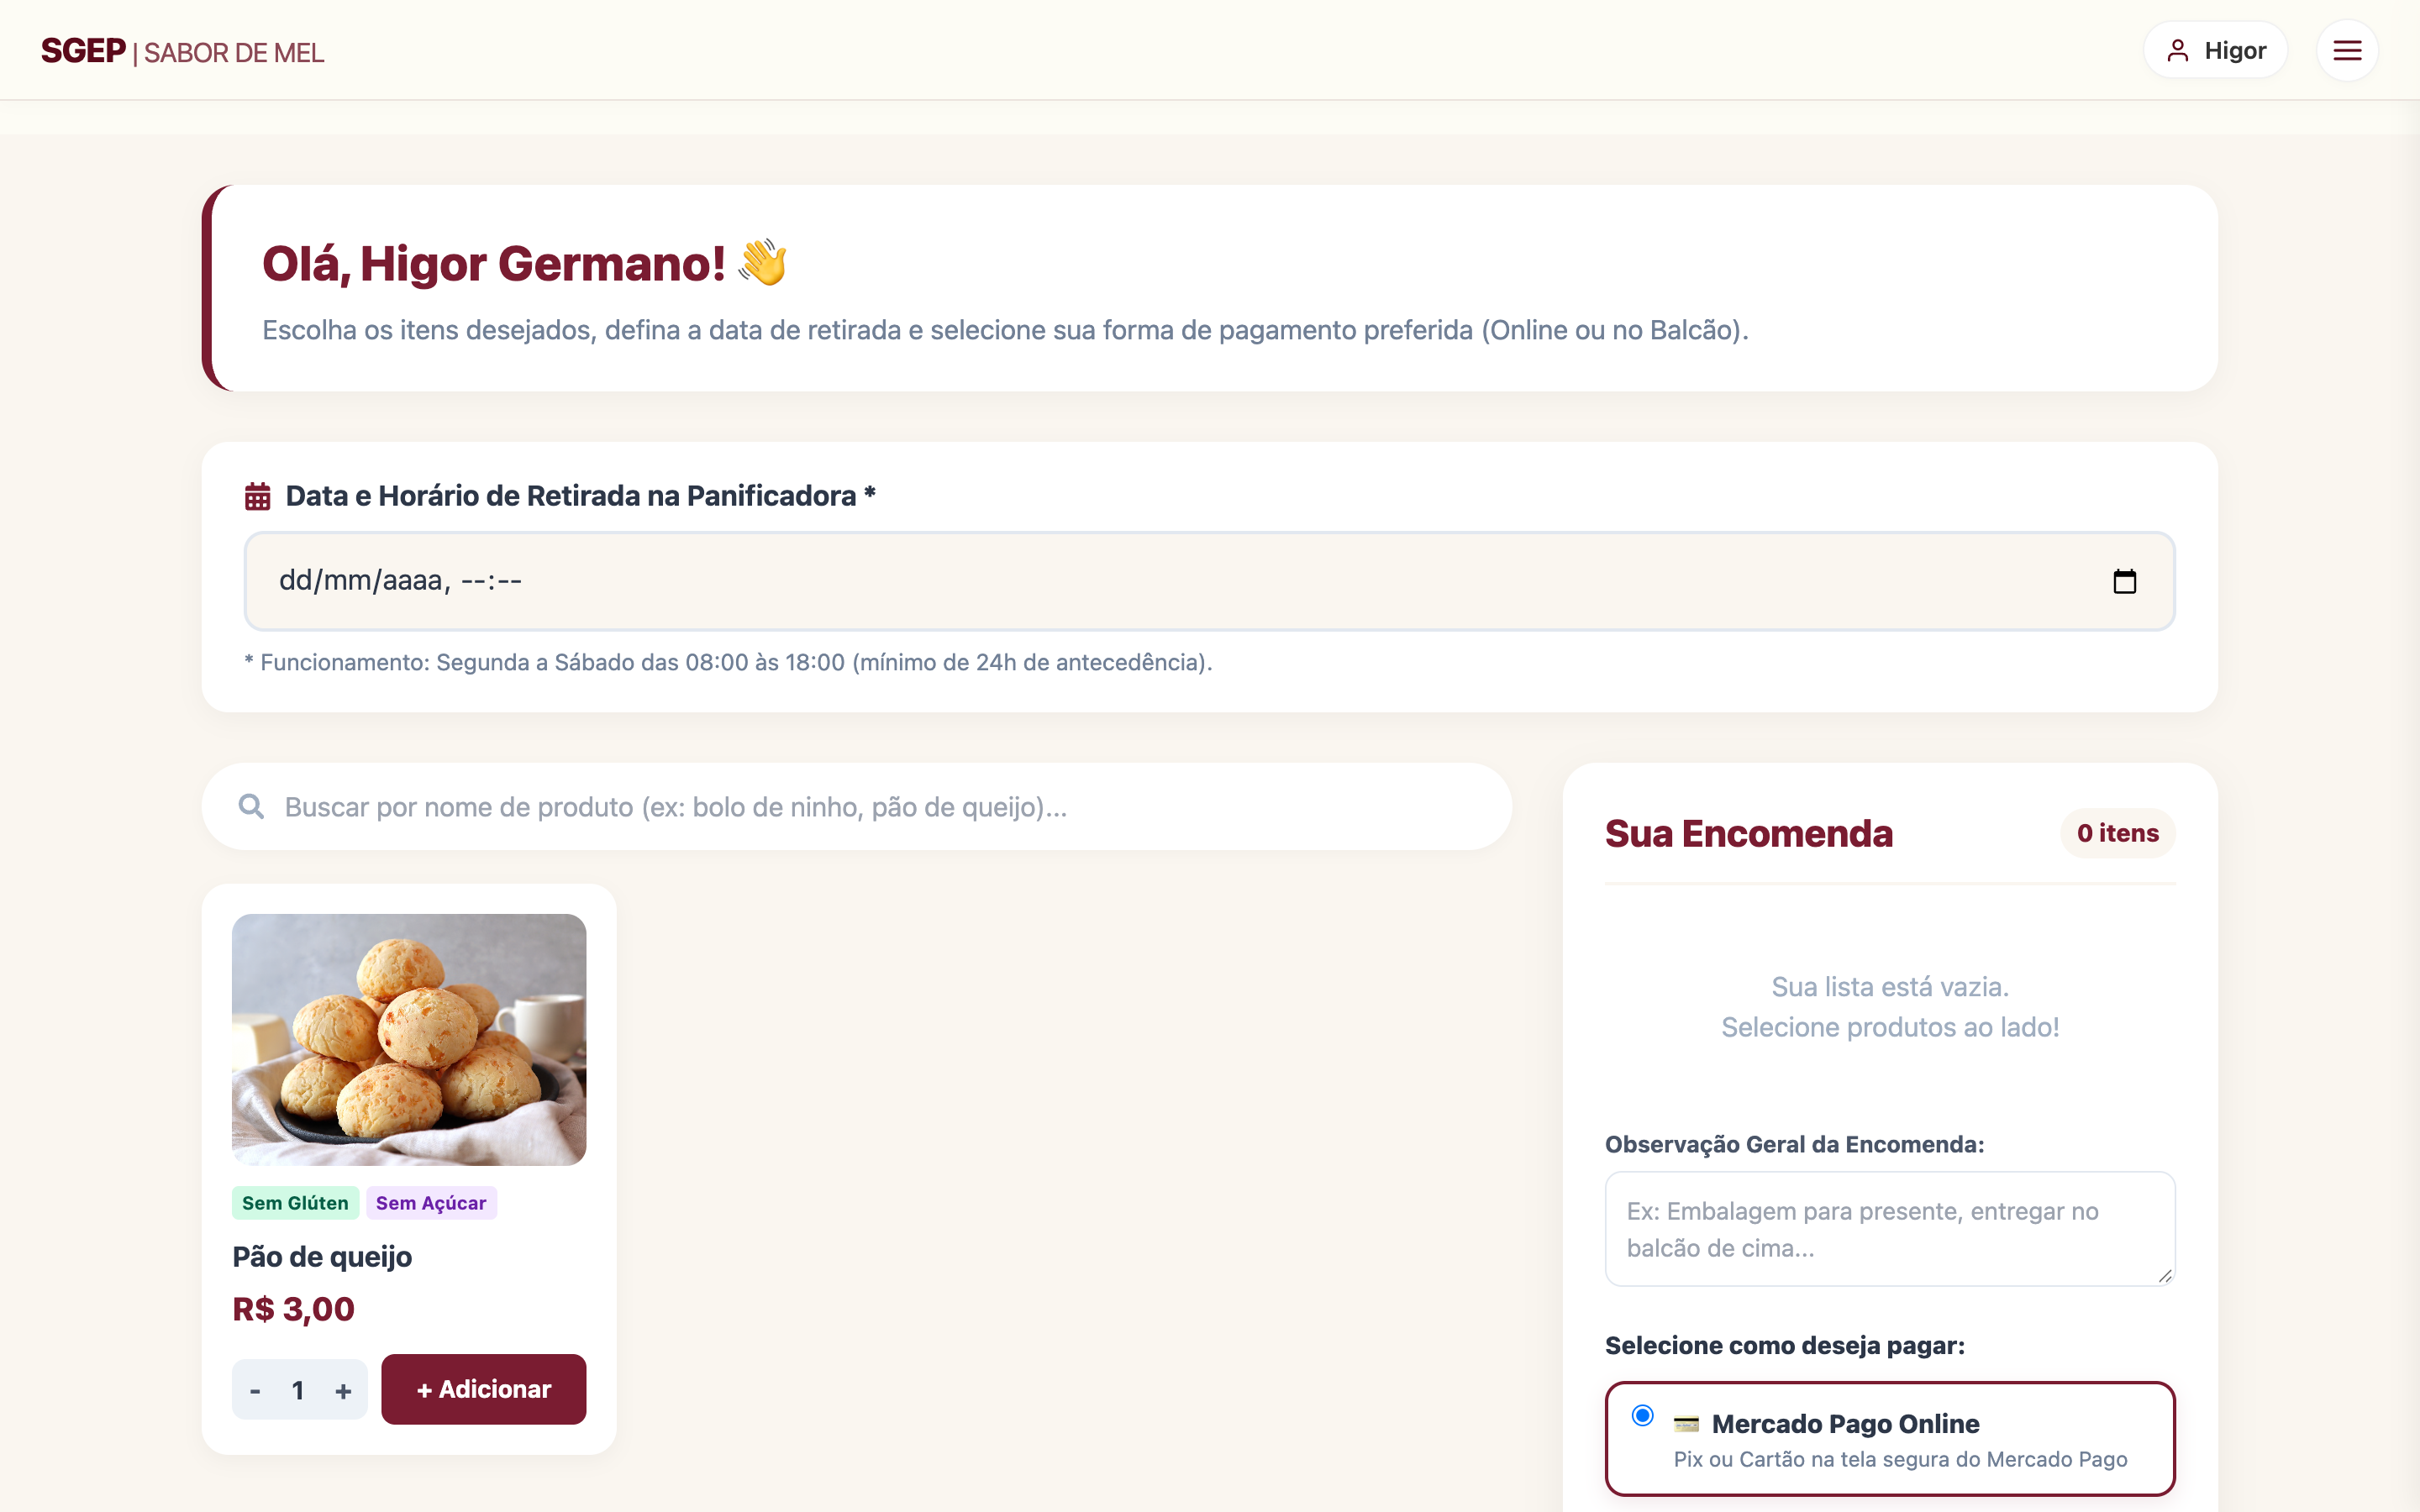 SGEP | SABOR DE MEL
Higor
Olá, Higor Germano! 👋
Escolha os itens desejados, defina a data de retirada e selecione sua forma de pagamento preferida (Online ou no Balcão).
Data e Horário de Retirada na Panificadora *
dd/mm/aaaa, --:--
* Funcionamento: Segunda a Sábado das 08:00 às 18:00 (mínimo de 24h de antecedência).
Buscar por nome de produto (ex: bolo de ninho, pão de queijo)...
Sem Glúten Sem Açúcar
Pão de queijo
R$ 3,00
- 1 + + Adicionar
Sua Encomenda 0 itens
Sua lista está vazia.
Selecione produtos ao lado!
Observação Geral da Encomenda:
Ex: Embalagem para presente, entregar no
balcão de cima...
Selecione como deseja pagar:
💳 Mercado Pago Online
Pix ou Cartão na tela segura do Mercado Pago